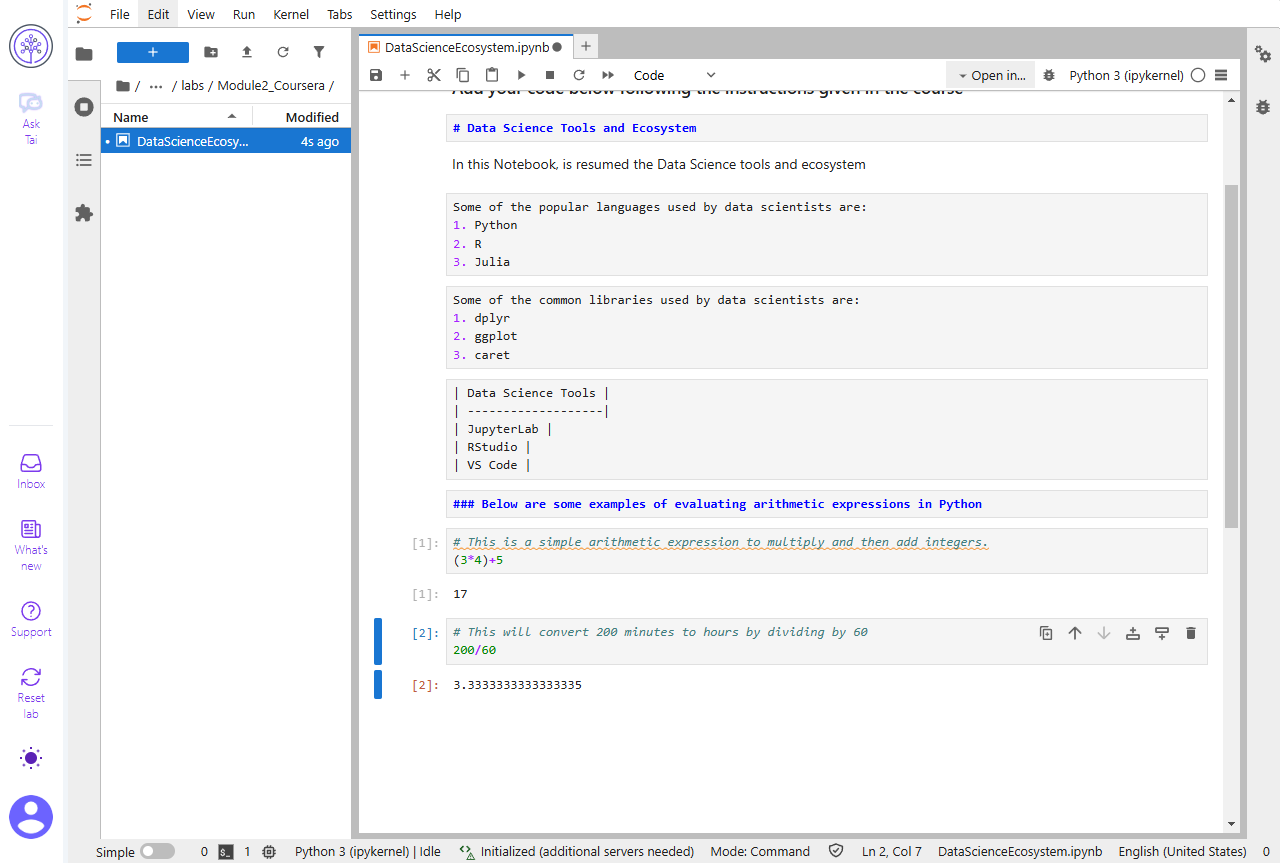 File Edit View Run Kernel Tabs Settings Help
Ask
Tai
Inbox
What's
new
Support
Reset
lab
+
/ ··· / labs / Module2_Coursera /
Name Modified
DataScienceEcosy... 4s ago
DataScienceEcosystem.ipynb
Code
Open in...
Python 3 (ipykernel)
Add your code below following the instructions given in the course
# Data Science Tools and Ecosystem
In this Notebook, is resumed the Data Science tools and ecosystem
Some of the popular languages used by data scientists are:
1. Python
2. R
3. Julia
Some of the common libraries used by data scientists are:
1. dplyr
2. ggplot
3. caret
| Data Science Tools |
| -------------------|
| JupyterLab |
| RStudio |
| VS Code |
### Below are some examples of evaluating arithmetic expressions in Python
[1]: # This is a simple arithmetic expression to multiply and then add integers.
(3*4)+5
[1]: 17
[2]: # This will convert 200 minutes to hours by dividing by 60
200/60
[2]: 3.3333333333333335
Simple 0 1 Python 3 (ipykernel) | Idle Initialized (additional servers needed) Mode: Command Ln 2, Col 7 DataScienceEcosystem.ipynb English (United States) 0